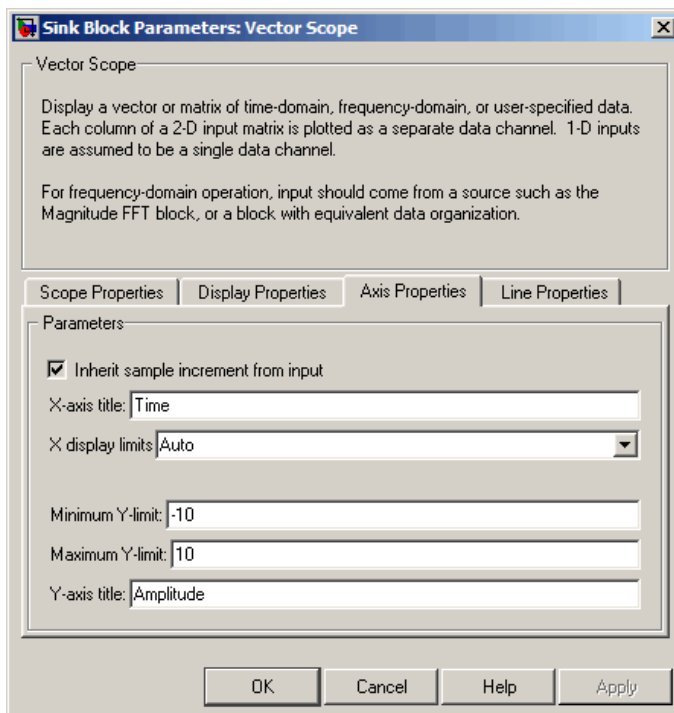 Sink Block Parameters: Vector Scope
Vector Scope
Display a vector or matrix of time-domain, frequency-domain, or user-specified data.
Each column of a 2-D input matrix is plotted as a separate data channel. 1-D inputs
are assumed to be a single data channel.
For frequency-domain operation, input should come from a source such as the
Magnitude FFT block, or a block with equivalent data organization.
Scope Properties Display Properties Axis Properties Line Properties
Parameters
Inherit sample increment from input
X-axis title: Time
X display limits Auto
Minimum Y-limit: -10
Maximum Y-limit: 10
Y-axis title: Amplitude
OK Cancel Help Apply